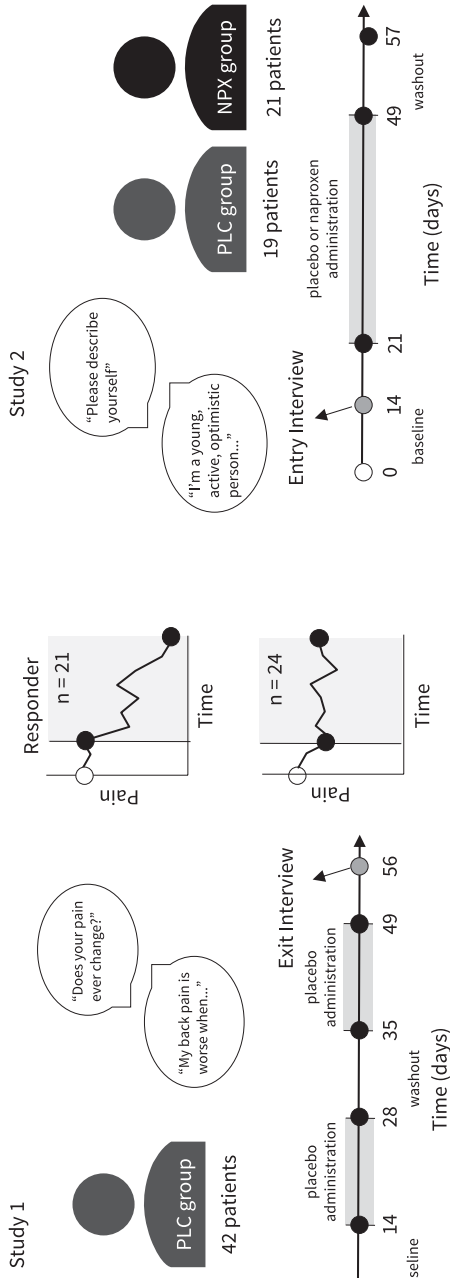 Study 1
PLC group
42 patients
“Does your pain
ever change?”
“My back pain is
worse when...”
Exit Interview
placebo
administration
placebo
administration
14
28
35
49
56
seline
washout
Time (days)
Responder
n = 21
Pain
Time
n = 24
Pain
Time
Study 2
“Please describe
yourself”
“I’m a young,
active, optimistic
person...”
PLC group
19 patients
NPX group
21 patients
Entry Interview
placebo or naproxen
administration
0
14
21
49
57
baseline
washout
Time (days)